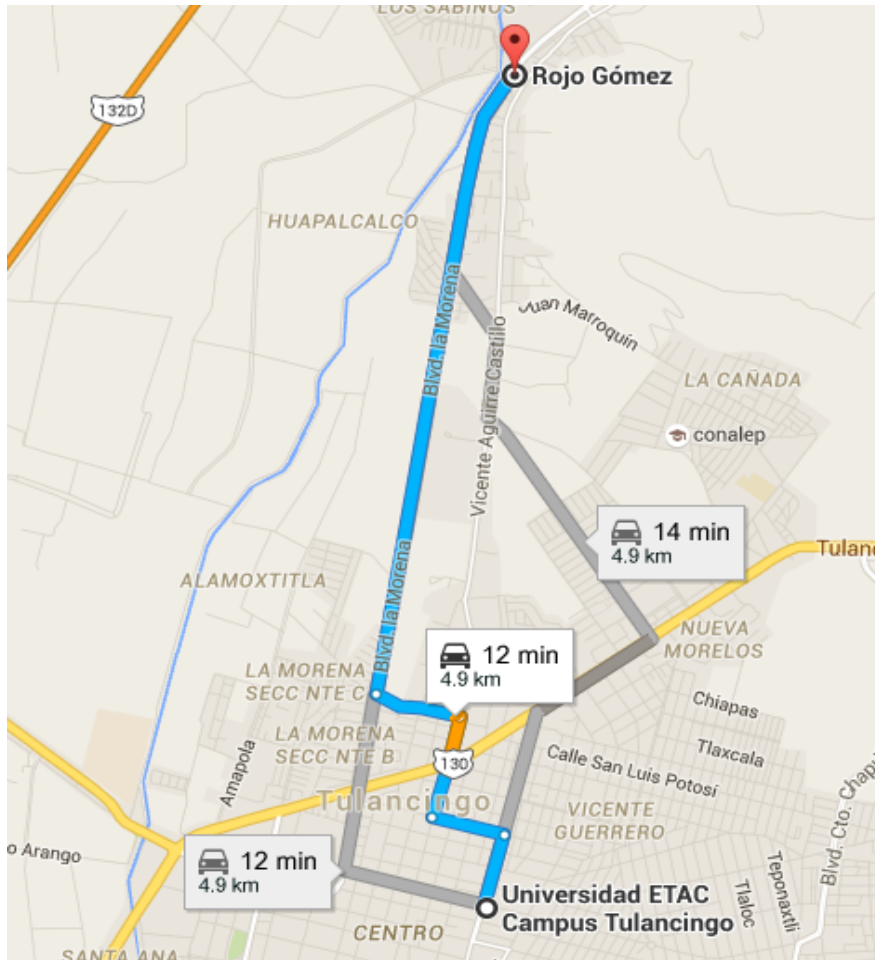 LOS SABINOS
Rojo Gómez
132D
HUAPALCALCO
Juan Marroquín
Blvd. la Morena
Vicente Aguirre Castillo
LA CAÑADA
conalep
14 min
4.9 km
ALAMOXTITLA
Blvd. la Morena
NUEVA
MORELOS
12 min
4.9 km
LA MORENA
SECC NTE C
LA MORENA
SECC NTE B
Chiapas
Tlaxcala
Calle San Luis Potosí
130
Amapola
Tulancingo
VICENTE
GUERRERO
Blvd. Cto.
o Arango
12 min
4.9 km
Teponaxtli
Tlaloc
Universidad ETAC
Campus Tulancingo
CENTRO
SANTA ANA